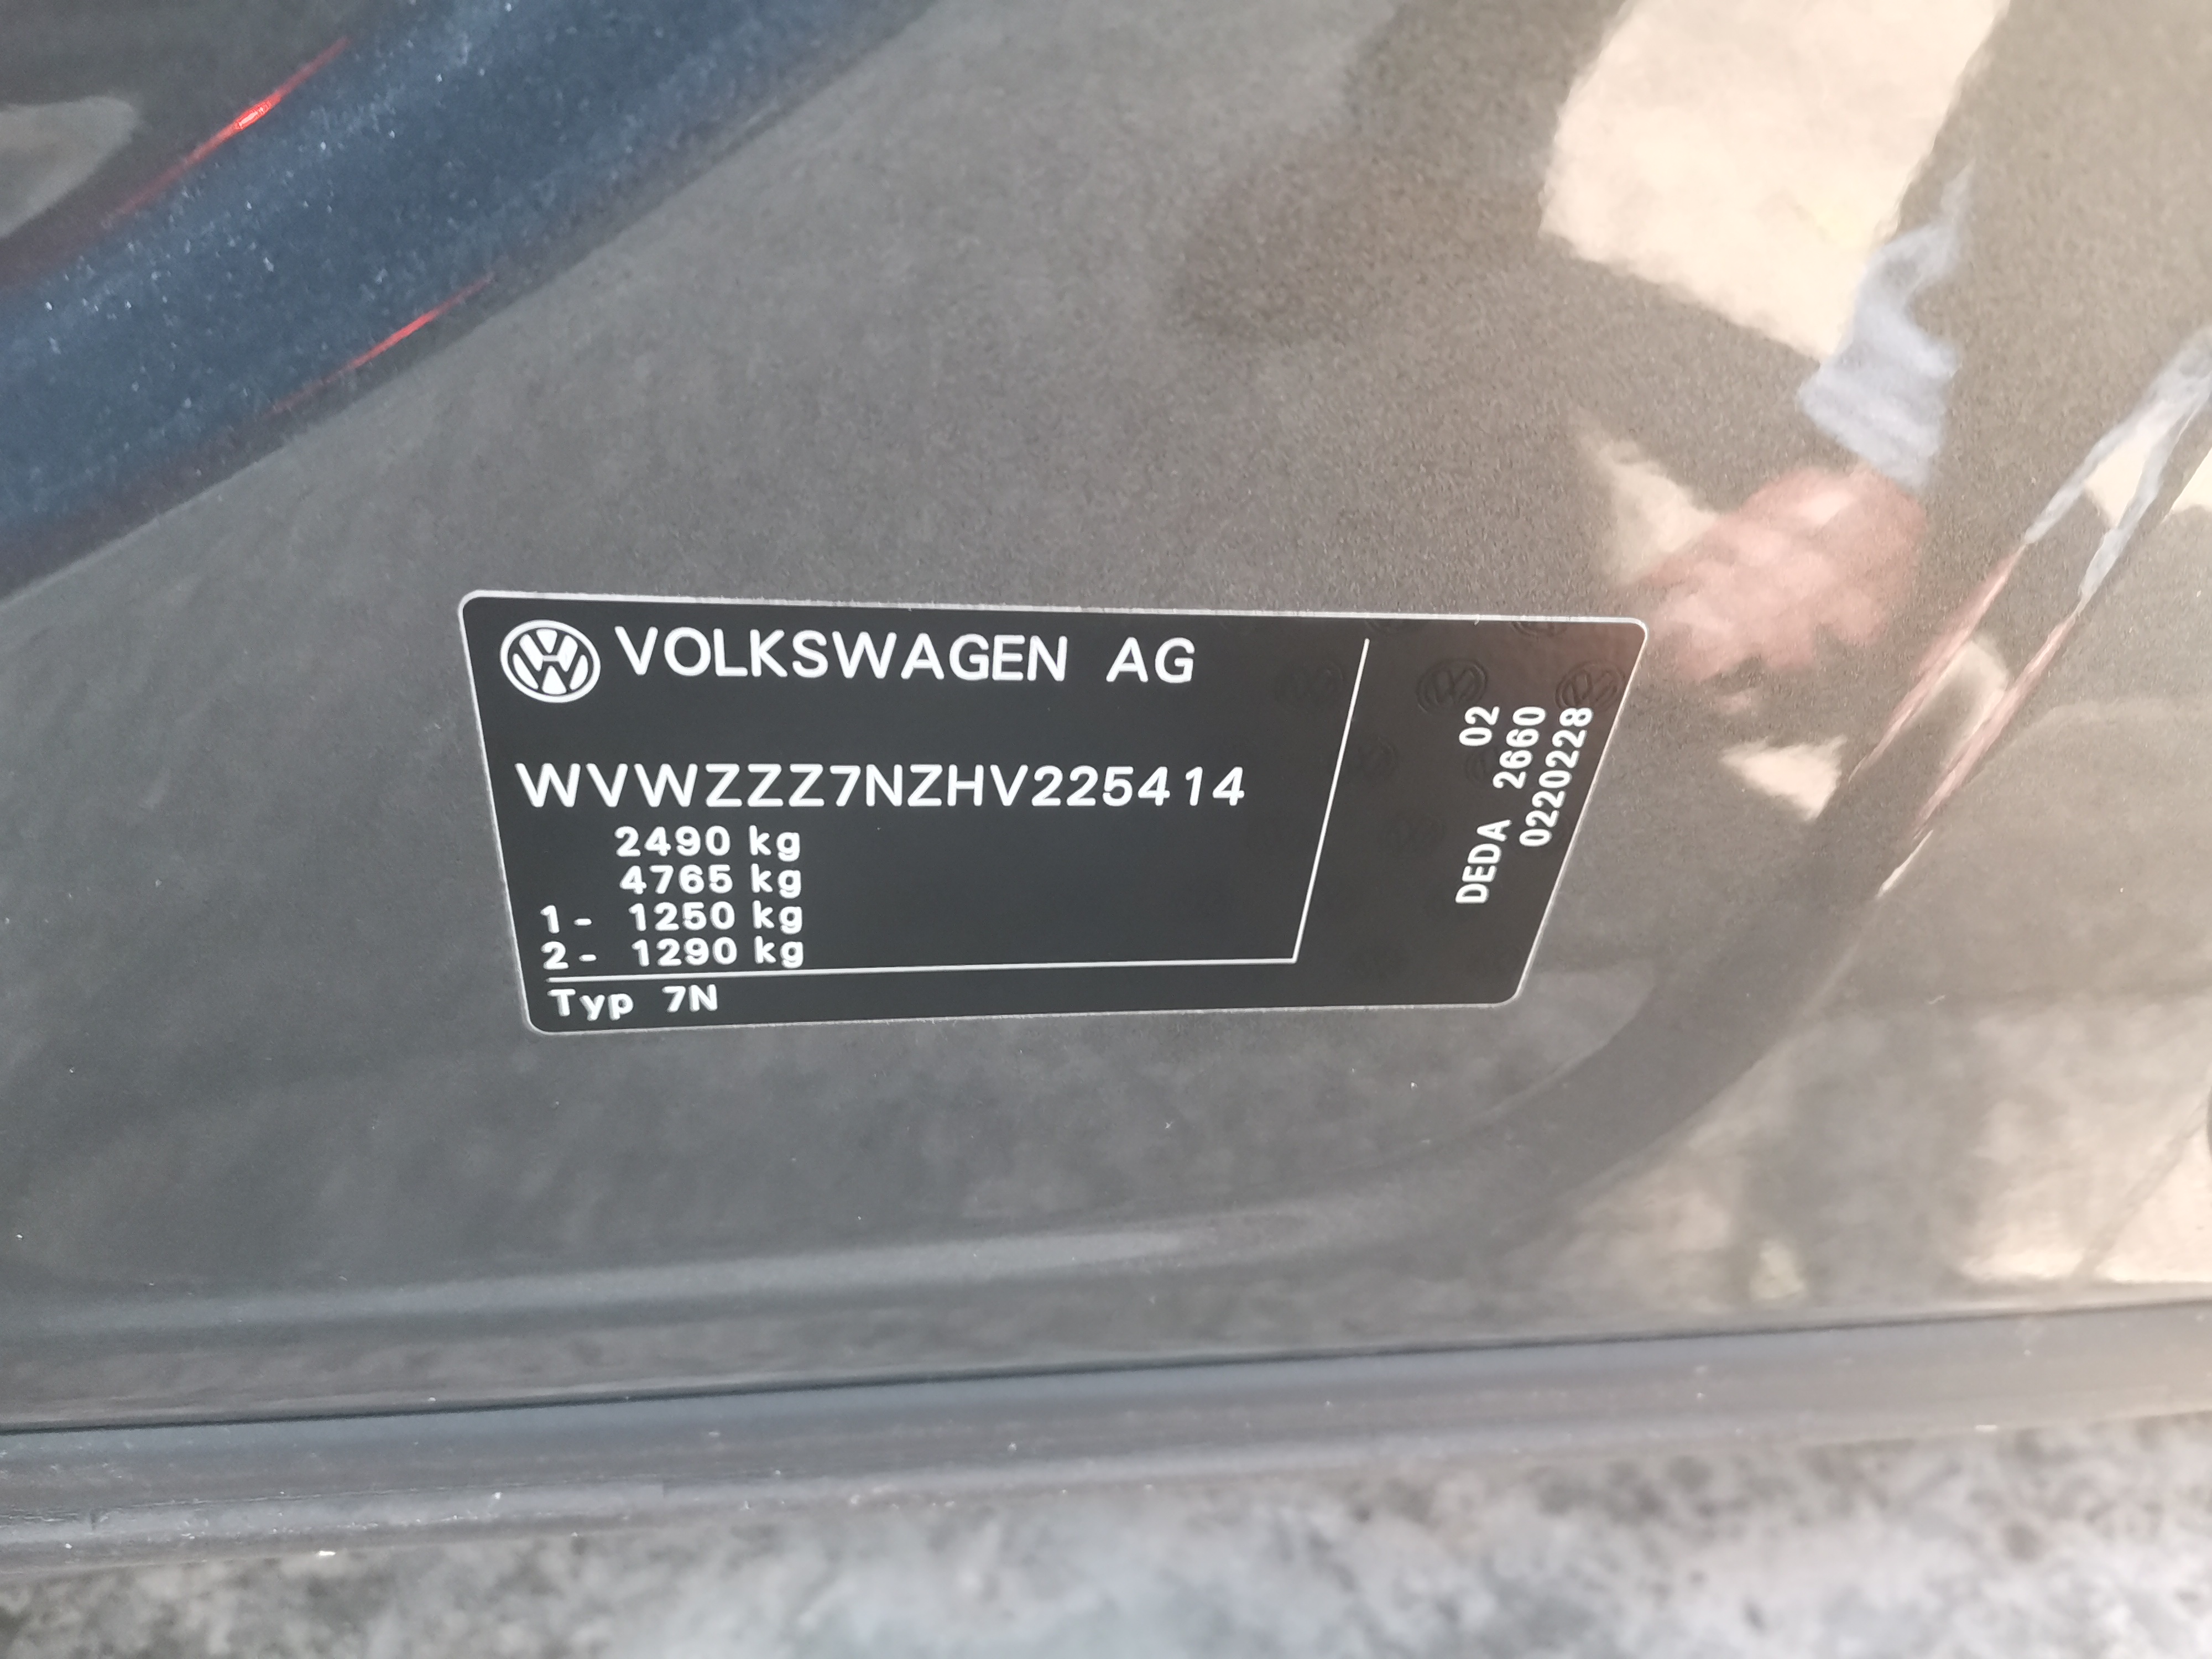 VOLKSWAGEN AG
WVWZZZ7NZHV225414
2490 kg
4765 kg
1- 1250 kg
2- 1290 kg
Typ 7N
02
DEDA 2660
0220228